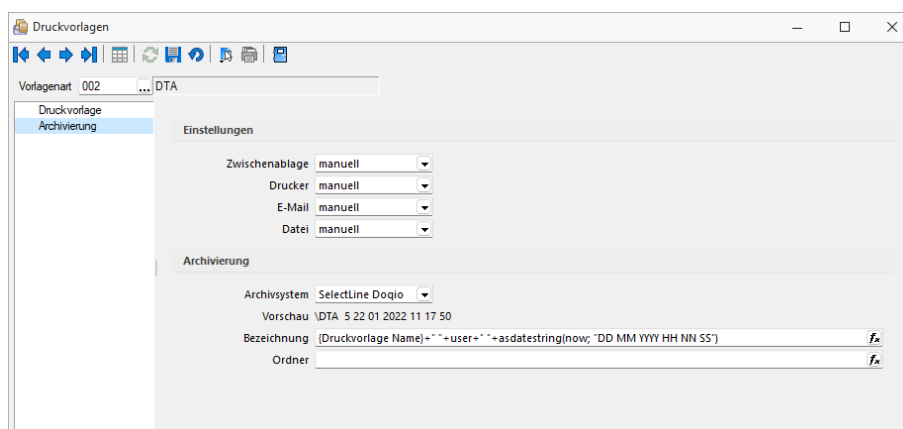 Druckvorlagen
Vorlagenart 002 ... DTA
Druckvorlage
Archivierung
Einstellungen
Zwischenablage manuell
Drucker manuell
E-Mail manuell
Datei manuell
Archivierung
Archivsystem SelectLine Doqio
Vorschau \DTA 5 22 01 2022 11 17 50
Bezeichnung {Druckvorlage Name}+" "+user+" "+asdatestring(now; "DD MM YYYY HH NN SS") fx
Ordner fx